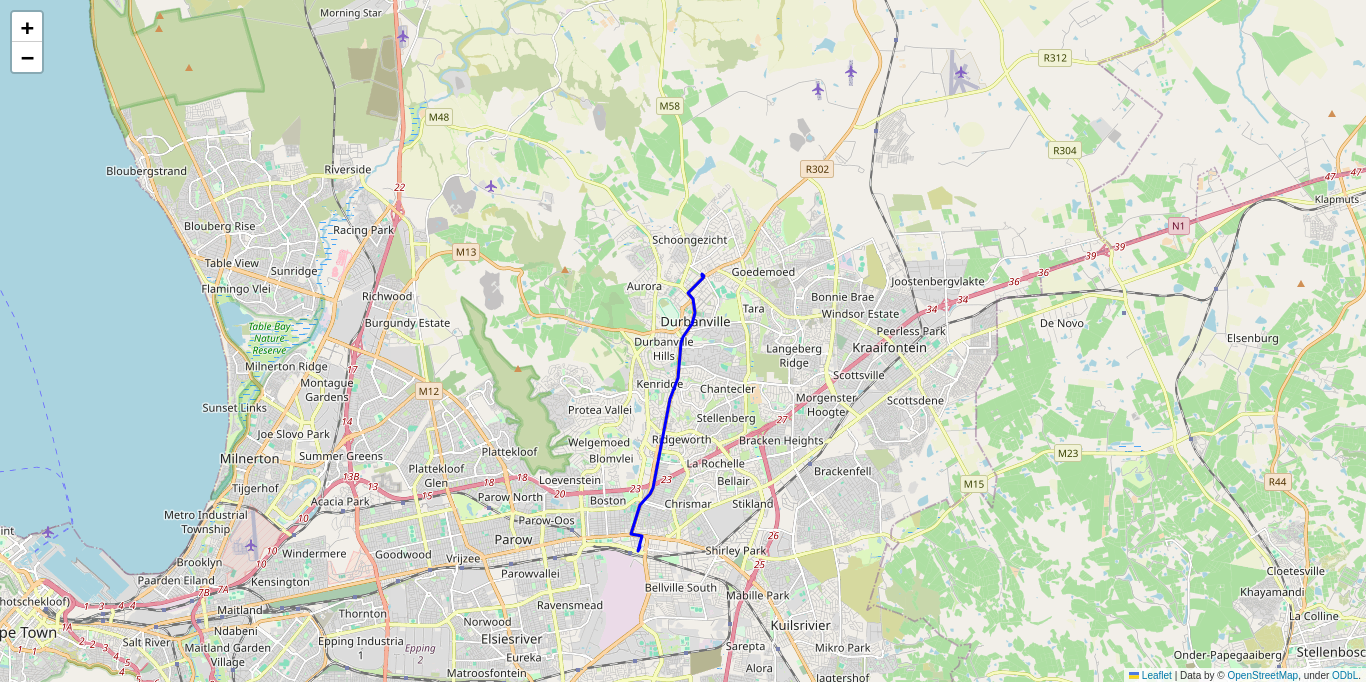 +
−
Morning Star
R312
M58
M48
R304
Bloubergstrand
Riverside
22
R302
47
47
Klapmuts
Blouberg Rise
Racing Park
N1
Schoongezicht
39
39
M13
Table View
Sunridge
Goedemoed
36
36
Flamingo Vlei
Aurora
Joostenbergvlakte
Richwood
Bonnie Brae
34
34
Tara
Windsor Estate
Table Bay
Nature
Reserve
Burgundy Estate
Durbanville
Peerless Park
De Novo
Durbanville
Hills
Langeberg
Ridge
Kraaifontein
Elsenburg
Milnerton Ridge
Montague
Gardens
M12
Kenridge
Chantecler
Scottsville
Sunset Links
Protea Vallei
Morgenster
Hoogte
Scottsdene
14
Stellenberg
27
Joe Slovo Park
Welgemoed
Ridgeworth
Bracken Heights
Summer Greens
Plattekloof
Blomvlei
M23
Milnerton
Plattekloof
Glen
La Rochelle
Brackenfell
13B
18
18
Loevenstein
23
23
Bellair
M15
R44
Tijgerhof
Acacia Park
15
Parow North
20
Boston
Chrismar
Stikland
Metro Industrial
Township
10
Parow-Oos
26
Parow
Brooklyn
10
Windermere
Goodwood
Vrijzee
Shirley Park
25
Paarden Eiland
10
Kensington
Parowvallei
Bellville South
Mabille Park
Cloetesville
hotschekloof)
1
3
4
4
7B
7A
Maitland
Thornton
Ravensmead
Khayamandi
1A
pe Town
Ndabeni
Norwood
Kuilsrivier
La Colline
2
2
3
4
5
Salt River
Maitland Garden
Village
Epping Industria
1
Epping
2
Elsiesriver
Sarepta
Mikro Park
1
1
Eureka
Onder-Papegaaiberg
Stellenbosc
Matroosfontein
Alora
Jagtershof
Leaflet | Data by © OpenStreetMap, under ODbL.